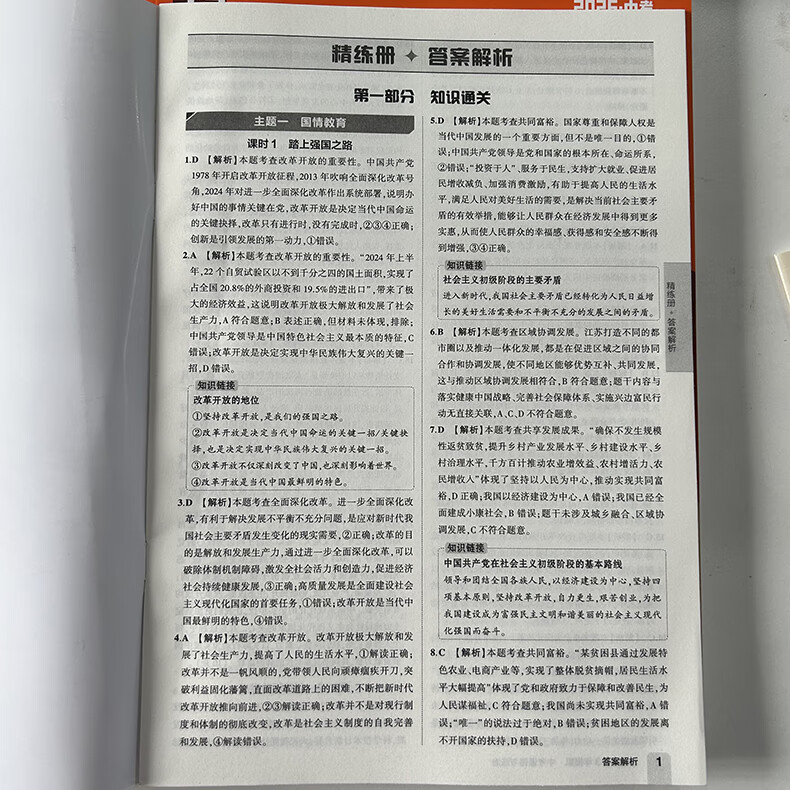 2025·中考
精练册 答案解析
第一部分 知识通关
主题一 国情教育
课时1 踏上强国之路
1.D 【解析】本题考查改革开放的重要性。中国共产党
1978年开启改革开放征程,2013年吹响全面深化改革号
角,2024年对进一步全面深化改革作出系统部署,说明办
好中国的事情关键在党,改革开放是决定当代中国命运
的关键抉择,改革只有进行时,没有完成时,②③④正确;
创新是引领发展的第一动力,①错误。
2.A 【解析】本题考查改革开放的重要性。“2024年上半
年,22个自贸试验区以不到千分之四的国土面积,实现了
占全国20.8%的外商投资和19.5%的进出口”,带来了极
大的经济效益,这说明改革开放极大解放和发展了社会
生产力,A符合题意;B表述正确,但材料未体现,排除;
中国共产党领导是中国特色社会主义最本质的特征,C
错误;改革开放是决定实现中华民族伟大复兴的关键一
招,D错误。
知识链接
改革开放的地位
①坚持改革开放,是我们的强国之路。
②改革开放是决定当代中国命运的关键一招/关键抉
择,也是决定实现中华民族伟大复兴的关键一招。
③改革开放不仅深刻改变了中国,也深刻影响着世界。
④改革开放是当代中国最鲜明的特色。
3.D 【解析】本题考查全面深化改革。进一步全面深化改
革,有利于解决发展不平衡不充分问题,是应对新时代我
国社会主要矛盾发生变化的现实需要,②正确;改革的目
的是解放和发展生产力,通过进一步全面深化改革,可以
破除体制机制障碍,激发全社会活力和创造力,促进经济
社会持续健康发展,③正确;高质量发展是全面建设社会
主义现代化国家的首要任务,①错误;改革开放是当代中
国最鲜明的特色,④错误。
4.A 【解析】本题考查改革开放。改革开放极大解放和发
展了社会生产力,提高了人民的生活水平,①解读正确;
改革并不是一帆风顺的,党带领人民向顽瘴痼疾开刀,突
破利益固化藩篱,直面改革道路上的困难,不断把新时代
改革开放推向前进,②③解读正确;改革并不是对现行制
度和体制的彻底改变,改革是社会主义制度的自我完善
和发展,④解读错误。
5.D 【解析】本题考查共同富裕。国家尊重和保障人权是
当代中国发展的一个重要方面,但不是唯一目的,①错
误;中国共产党领导是党和国家的根本所在、命运所系,
②错误;“投资于人”、服务于民生,支持扩大就业、促进居
民增收减负、加强消费激励,有助于提高人民的生活水
平,满足人民对美好生活的需要,是解决当前社会主要矛
盾的有效举措,能够让人民群众在经济发展中得到更多
实惠,从而使人民群众的幸福感、获得感和安全感不断得
到增强,③④正确。
知识链接
社会主义初级阶段的主要矛盾
进入新时代,我国社会主要矛盾已经转化为人民日益增
长的美好生活需要和不平衡不充分的发展之间的矛盾。
6.B 【解析】本题考查区域协调发展。江苏打造不同的都
市圈以及推动一体化发展,都是在促进区域之间的协同
合作和协调发展,使不同地区能够优势互补、共同发展,
这与推动区域协调发展相符合,B符合题意;题干内容与
落实健康中国战略、完善社会保障体系、实施兴边富民行
动无直接关联,A、C、D不符合题意。
7.D 【解析】本题考查共享发展成果。“确保不发生规模
性返贫致贫,提升乡村产业发展水平、乡村建设水平、乡
村治理水平,千方百计推动农业增效益、农村增活力、农
民增收入”体现了坚持以人民为中心,推动实现共同富
裕,D正确;我国以经济建设为中心,A错误;我国已经全
面建成小康社会,B错误;题干未涉及城乡融合、区域协
调发展,C不符合题意。
知识链接
中国共产党在社会主义初级阶段的基本路线
领导和团结全国各族人民,以经济建设为中心,坚持四
项基本原则,坚持改革开放,自力更生,艰苦创业,为把
我国建设成为富强民主文明和谐美丽的社会主义现代
化强国而奋斗。
8.C 【解析】本题考查共同富裕。“某贫困县通过发展特
色农业、电商产业等,实现了整体脱贫摘帽,居民生活水
平大幅提高”体现了党和政府致力于保障和改善民生,为
人民谋福祉,C符合题意;我国尚未实现共同富裕,A错
误;“唯一”的说法过于绝对,B错误;贫困地区的发展离
不开国家的扶持,D错误。
精练册·答案解析
答案解析 1